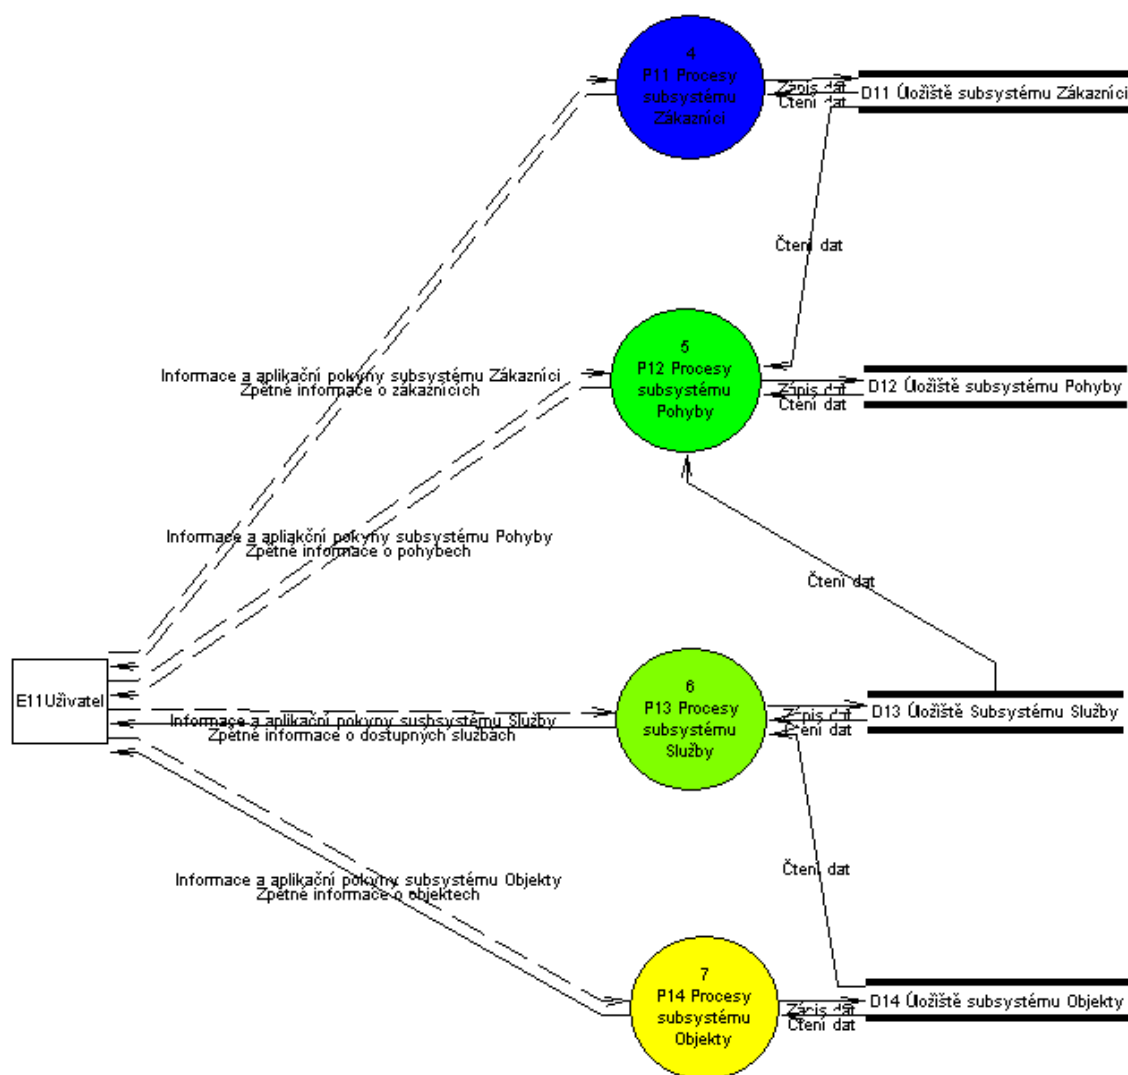 4
P11 Procesy
subsystému
Zákazníci
Zápis dat
Čtení dat
D11 Úložiště subsystému Zákazníci
Čtení dat
5
P12 Procesy
subsystému
Pohyby
Zápis dat
Čtení dat
D12 Úložiště subsystému Pohyby
Informace a aplikační pokyny subsystému Zákazníci
Zpětné informace o zákaznících
Informace a apliakční pokyny subsystému Pohyby
Zpětné informace o pohybech
Čtení dat
E11Uživatel
6
P13 Procesy
subsystému
Služby
Zápis dat
Čtení dat
D13 Úložiště Subsystému Služby
Informace a aplikační pokyny susbsystému Služby
Zpětné informace o dostupných službách
Čtení dat
Informace a aplikační pokyny subsystému Objekty
Zpětné informace o objektech
7
P14 Procesy
subsystému
Objekty
Zápis dat
Čtení dat
D14 Úložiště subsystému Objekty